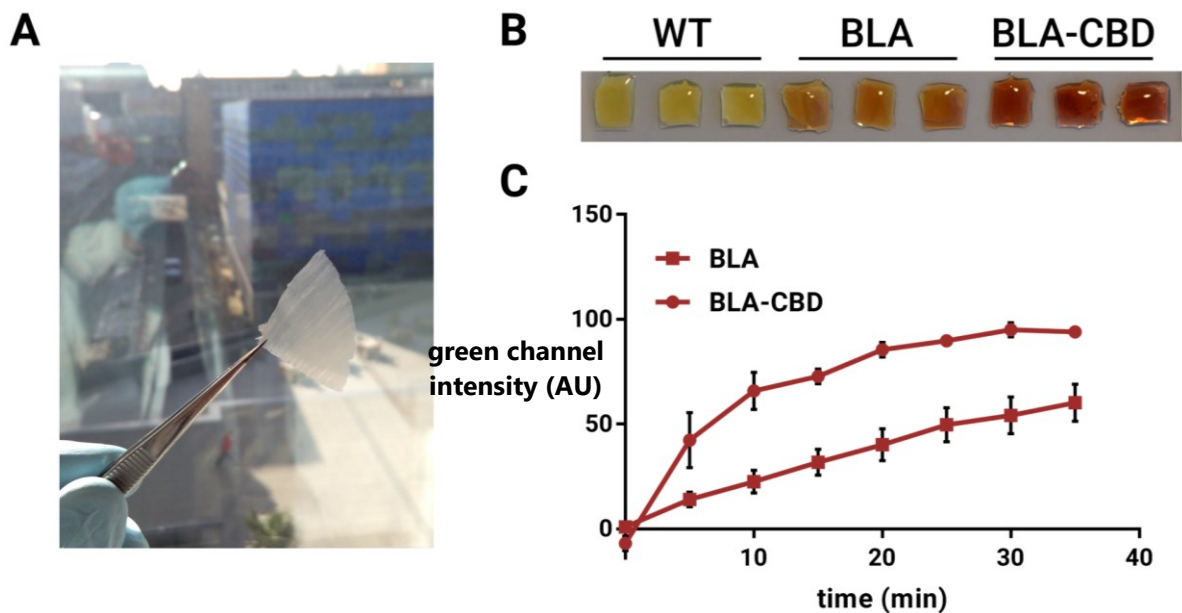 A
B
WT BLA BLA-CBD
C
150
BLA
BLA-CBD
100
green channel
intensity (AU)
50
0
10 20 30 40
time (min)